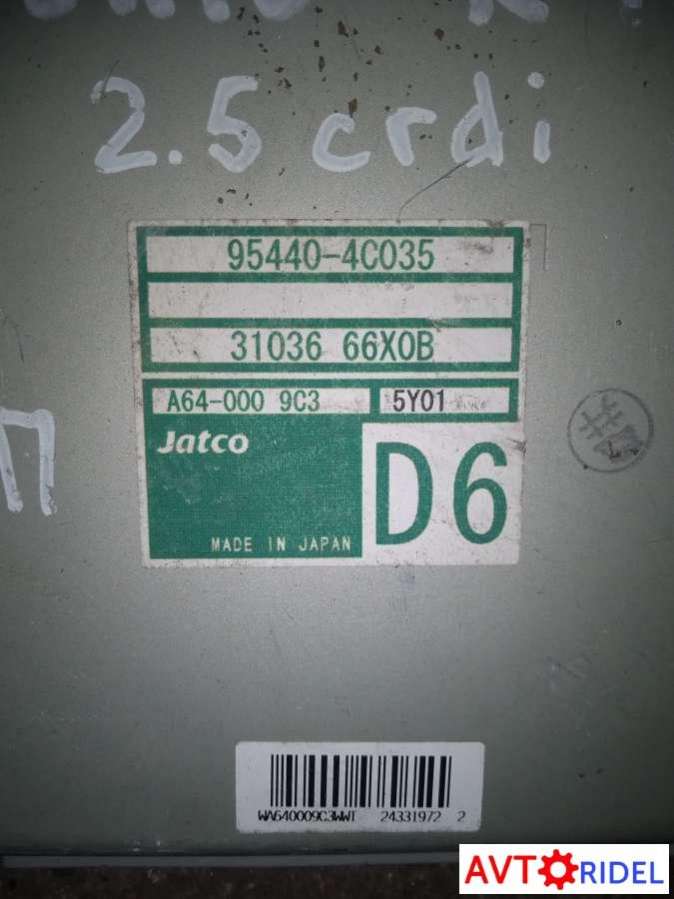 2.5 crdi
95440-4C035
31036 66X0B
A64-000 9C3 5Y01
Jatco
D6
MADE IN JAPAN
П
WA640009C3WWT 24331972 2
AVTORIDEL